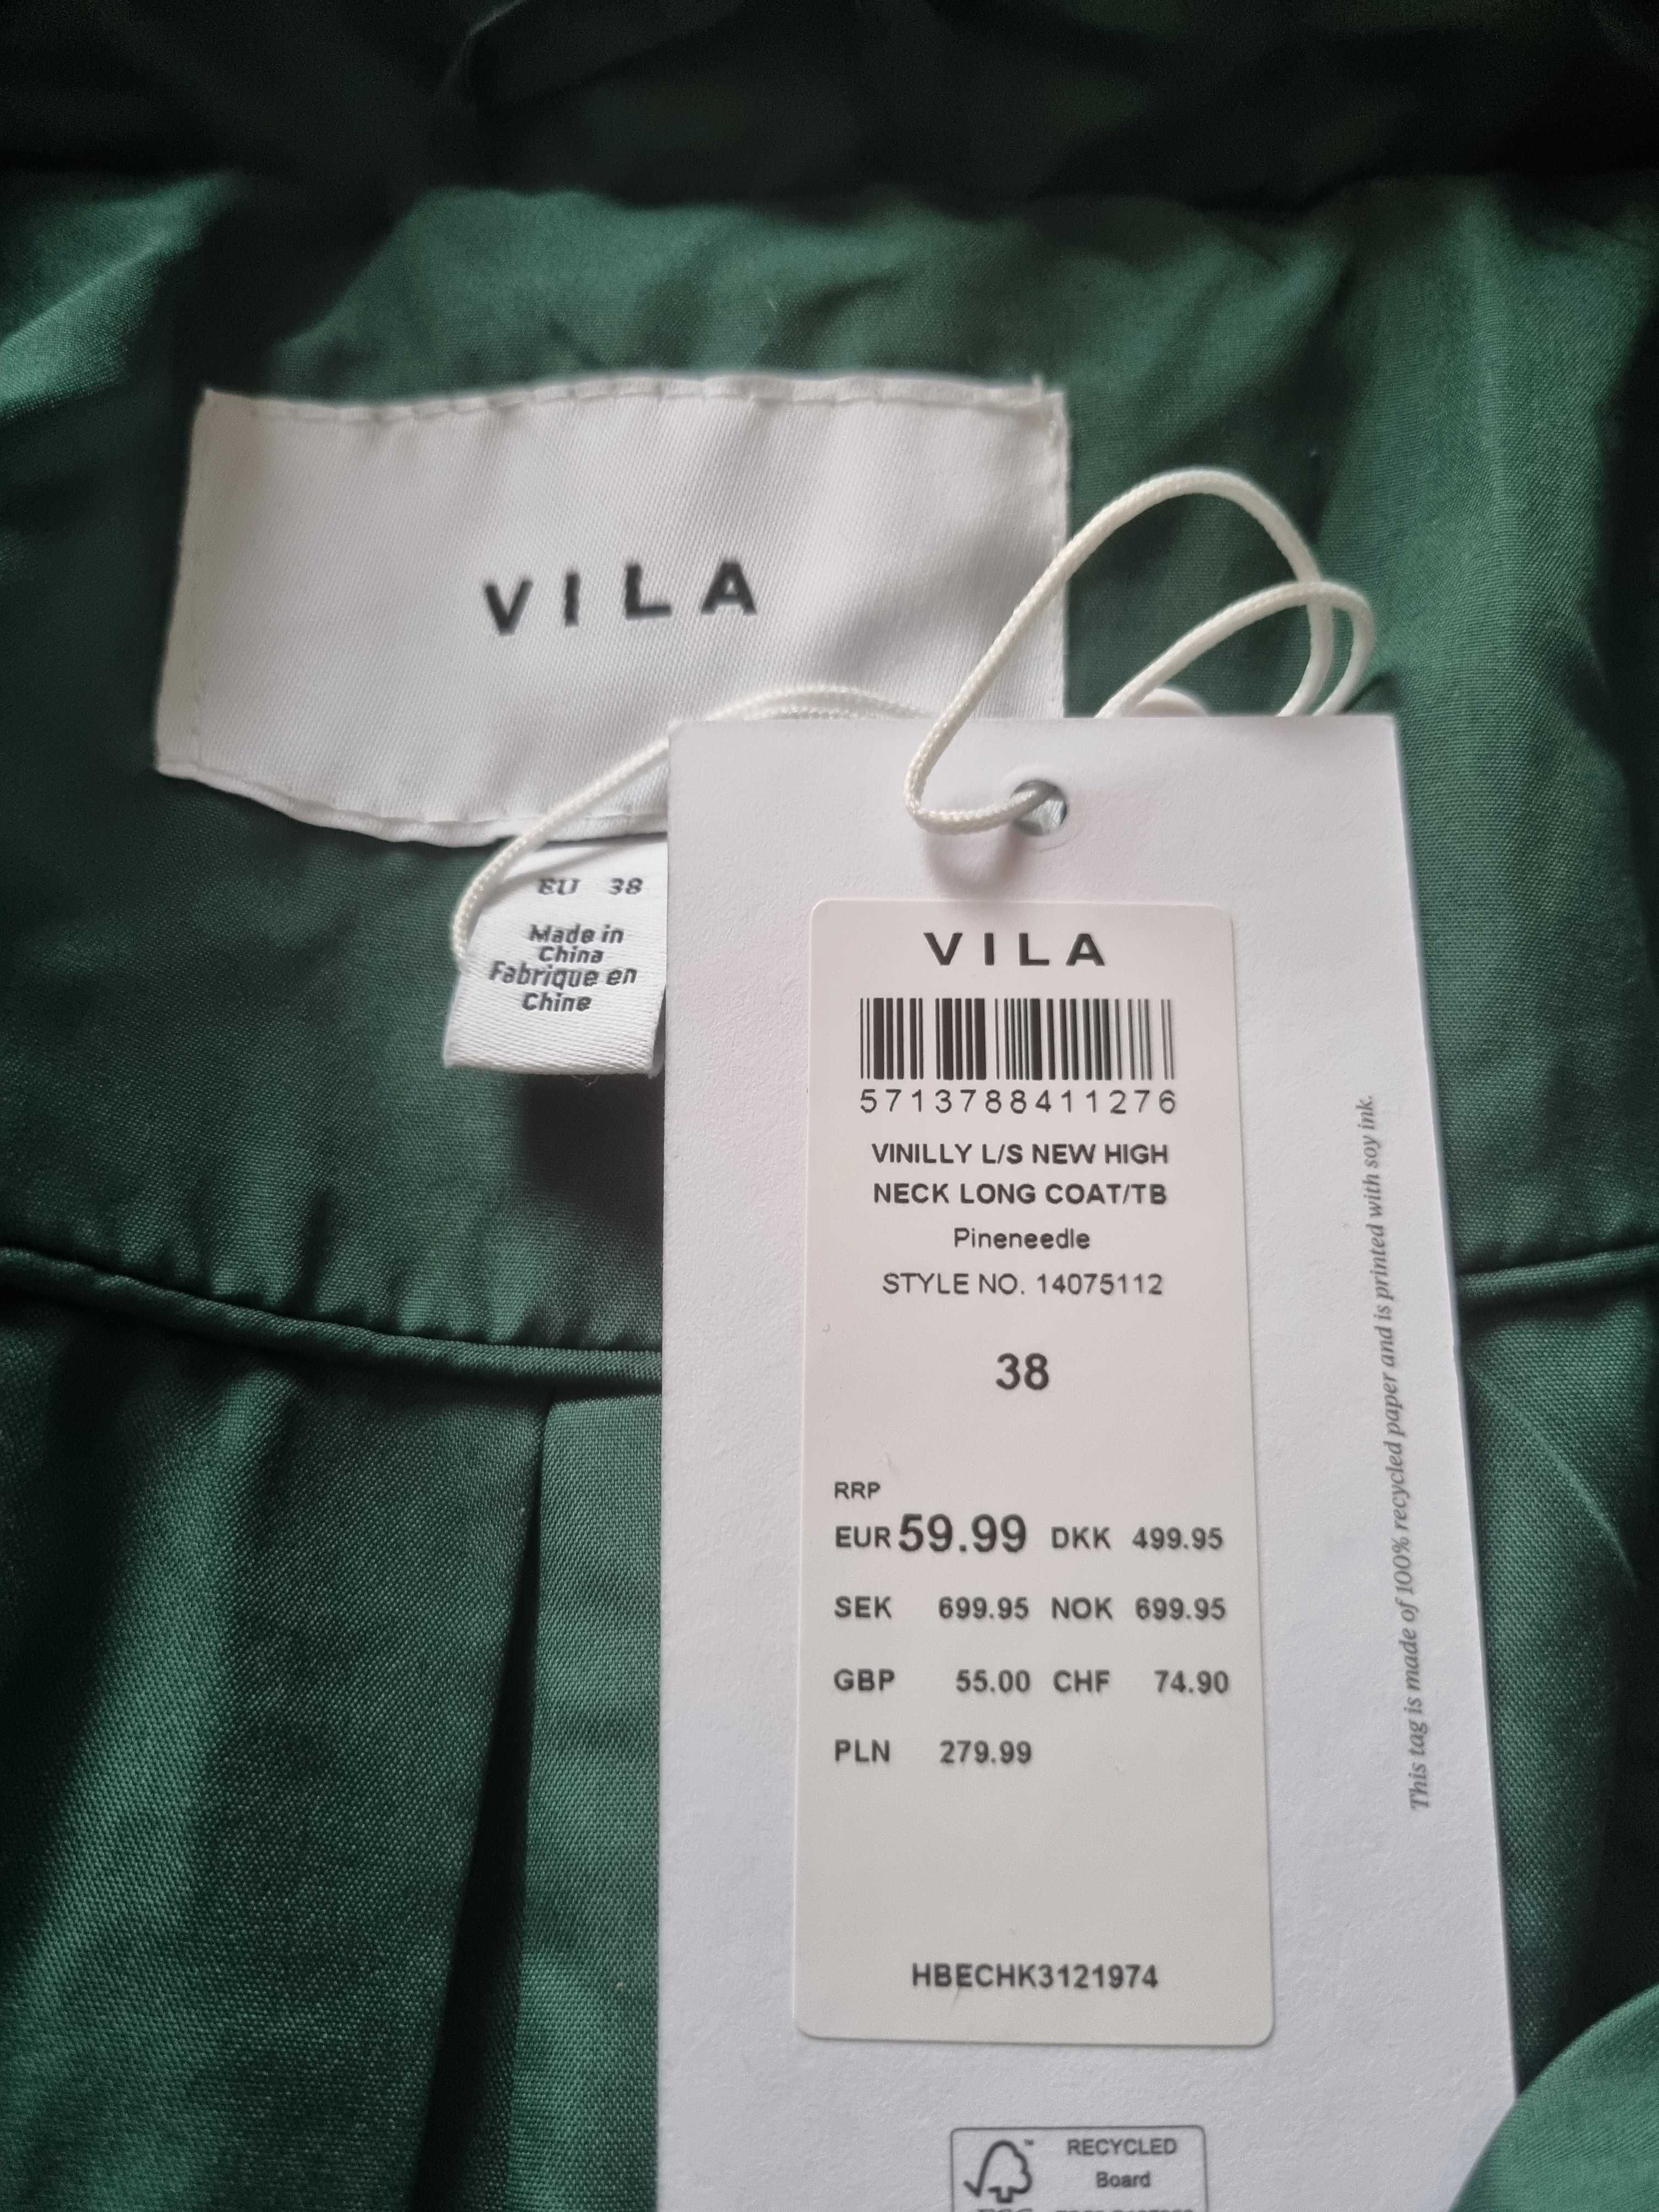 VILA
EU 38
Made in
China
Fabrique en
Chine
VILA
5713788411276
VINILLY L/S NEW HIGH
NECK LONG COAT/TB
Pineneedle
STYLE NO. 14075112
38
RRP
EUR 59.99 DKK 499.95
SEK 699.95 NOK 699.95
GBP 55.00 CHF 74.90
PLN 279.99
HBECHK3121974
This tag is made of 100% recycled paper and is printed with soy ink.
RECYCLED
Board